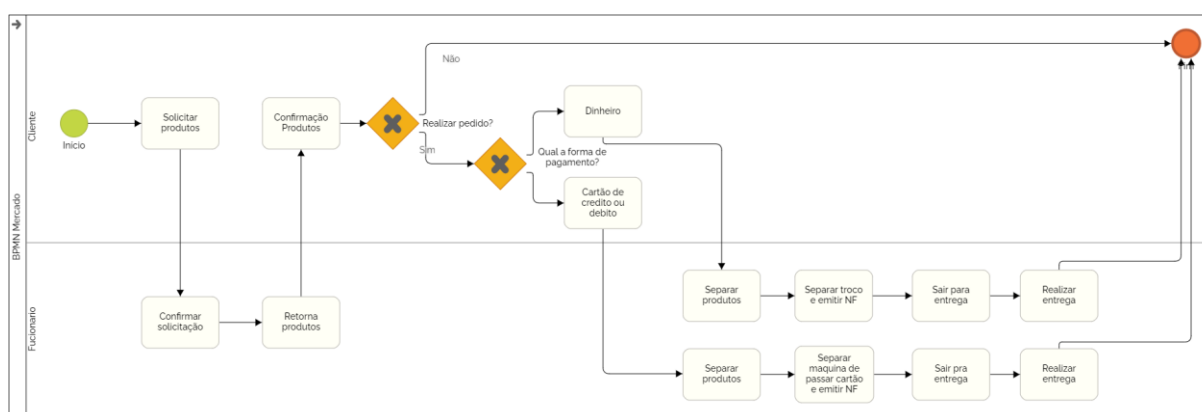 BPMN Mercado
Cliente
Início
Solicitar
produtos
Confirmação
Produtos
Realizar pedido?
Não
Sim
Qual a forma de
pagamento?
Dinheiro
Cartão de
credito ou
debito
Fucionario
Confirmar
solicitação
Retorna
produtos
Separar
produtos
Separar troco
e emitir NF
Sair para
entrega
Realizar
entrega
Separar
produtos
Separar
maquina de
passar cartão
e emitir NF
Sair pra
entrega
Realizar
entrega